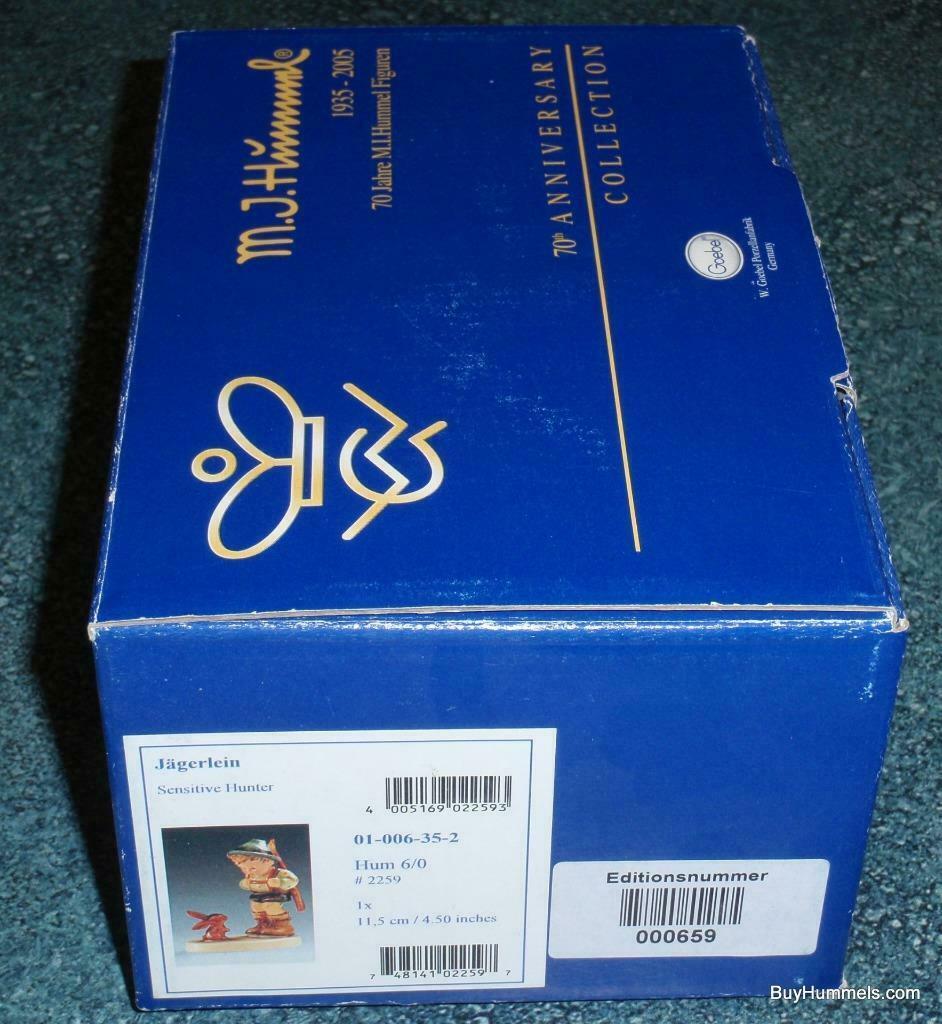 M.J.Hummel®
1935 - 2005
70 Jahre M.I.Hummel Figuren
70th ANNIVERSARY
COLLECTION
Goebel
W. Goebel Porzellanfabrik
Germany
Jägerlein
Sensitive Hunter
4 005169 022593
01-006-35-2
Hum 6/0
# 2259
1x
11,5 cm / 4.50 inches
7 48141 02259 7
Editionsnummer
000659
BuyHummels.com